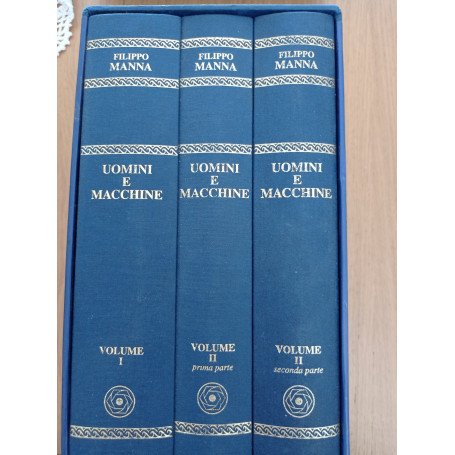 FILIPPO
MANNA
UOMINI
E
MACCHINE
VOLUME
I
FILIPPO
MANNA
UOMINI
E
MACCHINE
VOLUME
II
prima parte
FILIPPO
MANNA
UOMINI
E
MACCHINE
VOLUME
II
seconda parte